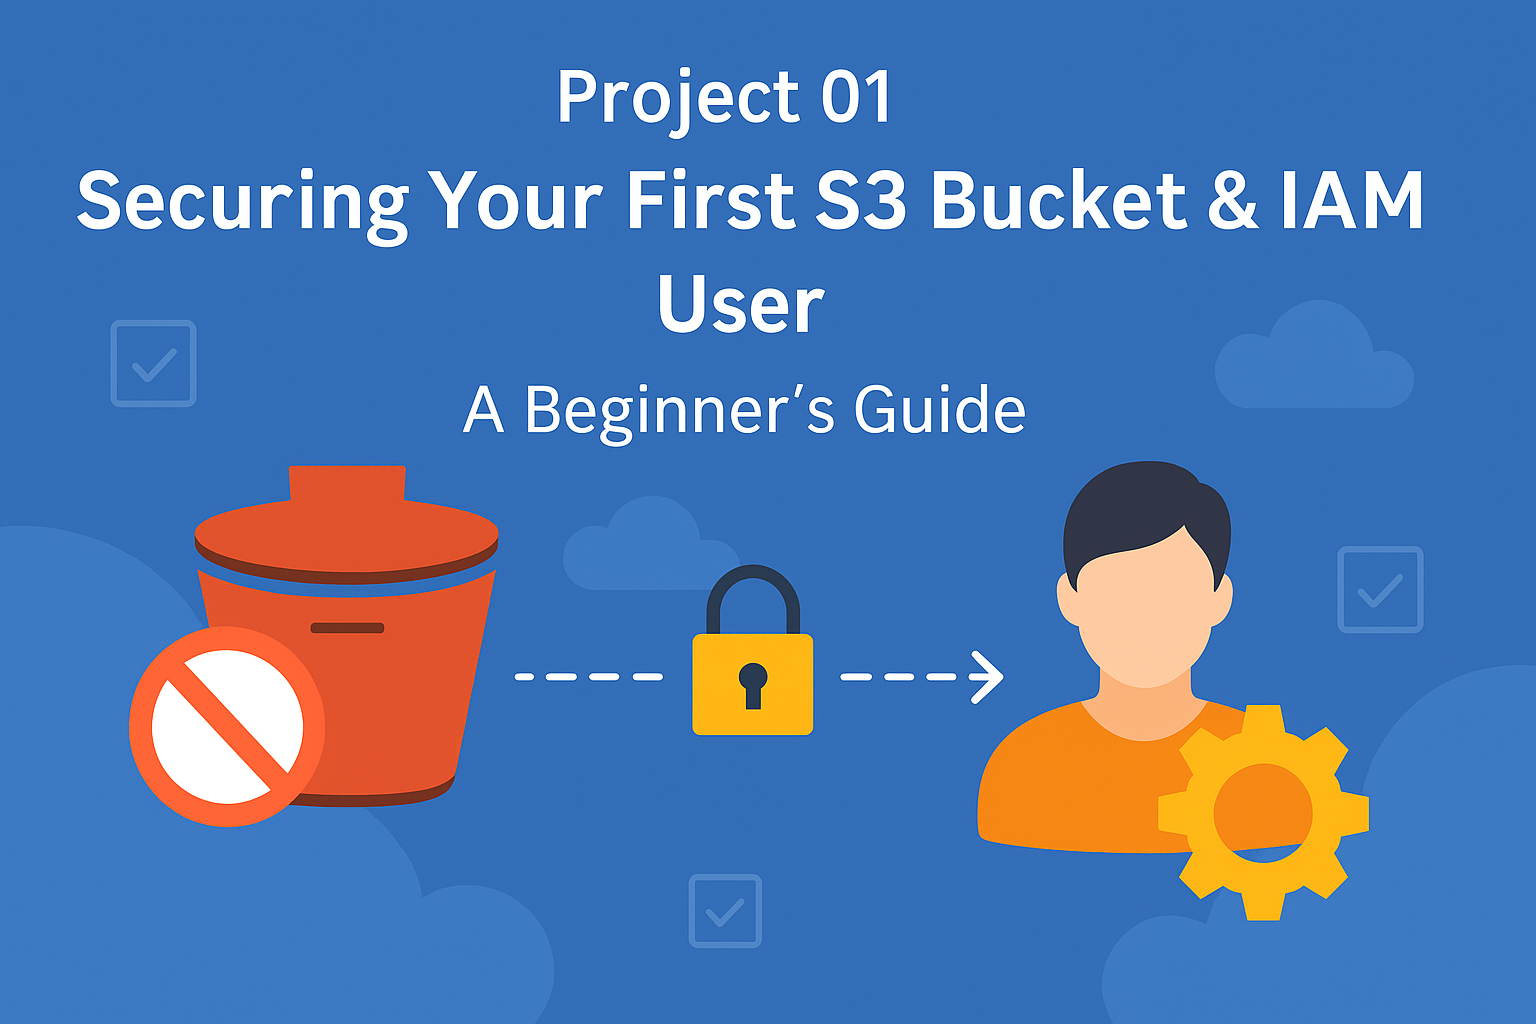 Project 01
Securing Your First S3 Bucket & IAM
User
A Beginner’s Guide